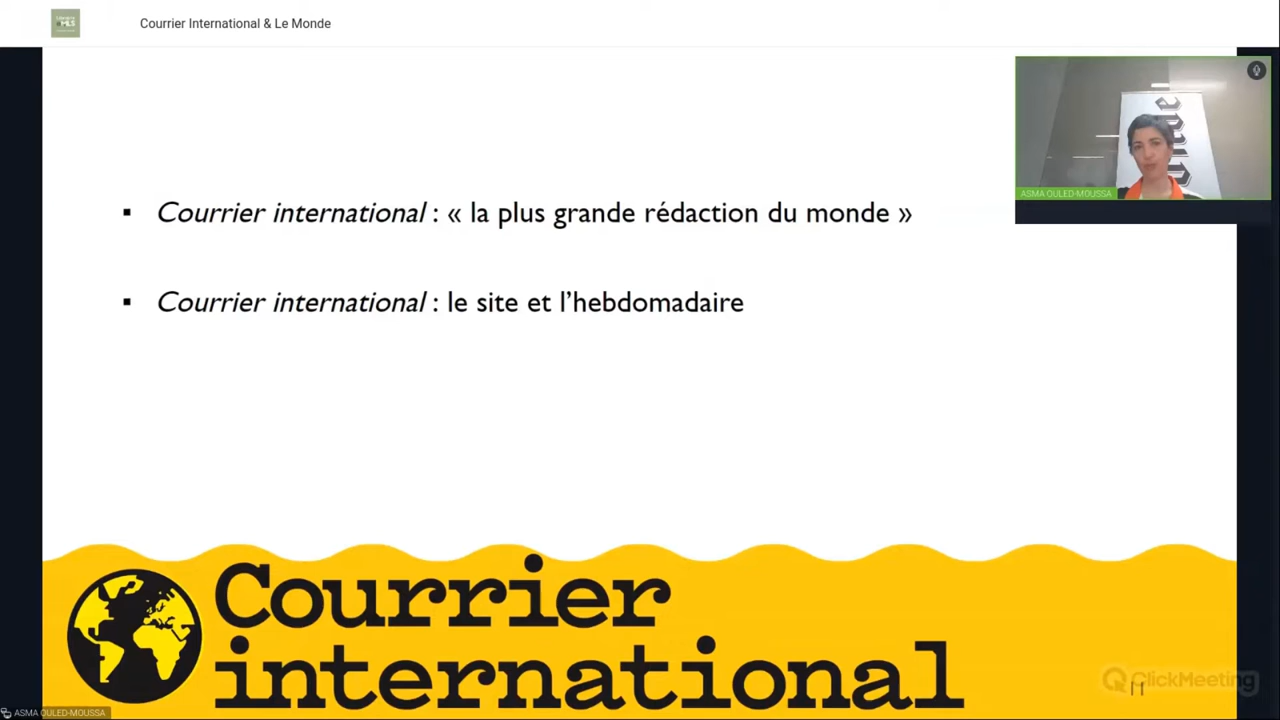 Courrier International & Le Monde
ASMA OULED-MOUSSA
▪ Courrier international : « la plus grande rédaction du monde »
▪ Courrier international : le site et l’hebdomadaire
Courrier
international
ClickMeeting
11
ASMA OULED-MOUSSA